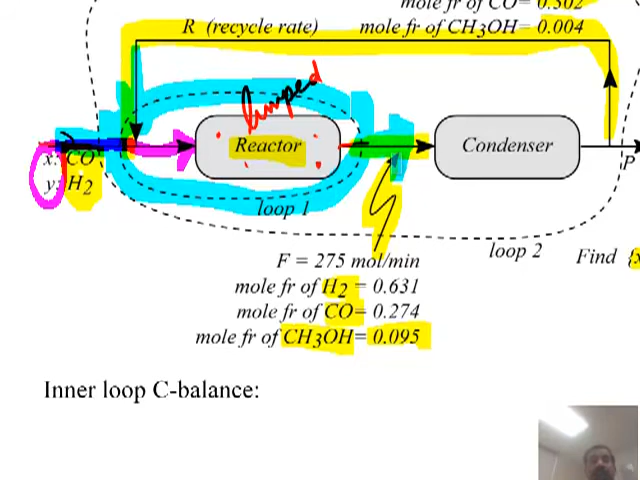 mole fr of CO= 0.302
R (recycle rate)
mole fr of CH3OH = 0.004
lumped
Reactor
Condenser
x: CO
y: H2
P
loop 1
loop 2
F = 275 mol/min
Find {x
mole fr of H2 = 0.631
mole fr of CO= 0.274
mole fr of CH3OH= 0.095
Inner loop C-balance: